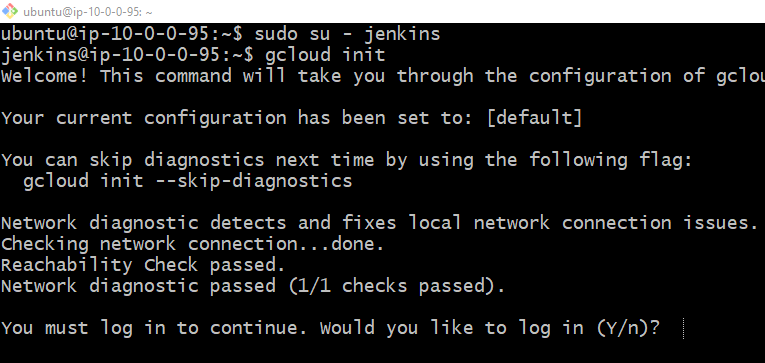 ubuntu@ip-10-0-0-95: ~
ubuntu@ip-10-0-0-95:~$ sudo su - jenkins
jenkins@ip-10-0-0-95:~$ gcloud init
Welcome! This command will take you through the configuration of gclou
Your current configuration has been set to: [default]
You can skip diagnostics next time by using the following flag:
  gcloud init --skip-diagnostics
Network diagnostic detects and fixes local network connection issues.
Checking network connection...done.
Reachability Check passed.
Network diagnostic passed (1/1 checks passed).
You must log in to continue. Would you like to log in (Y/n)?